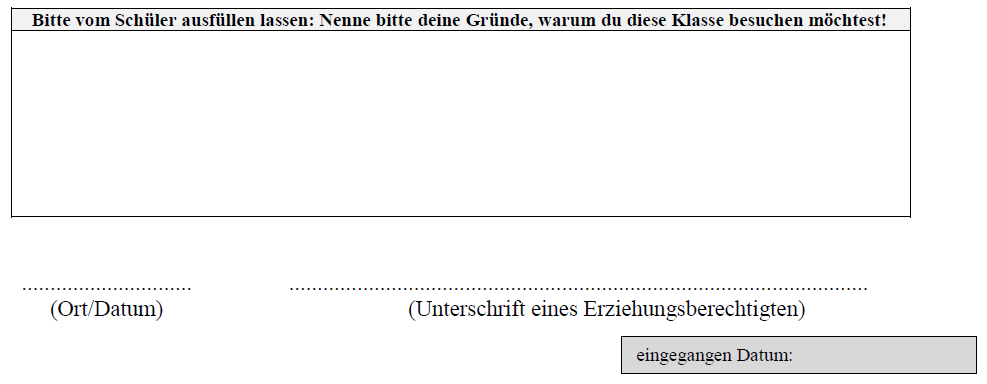 Bitte vom Schüler ausfüllen lassen: Nenne bitte deine Gründe, warum du diese Klasse besuchen möchtest!
.............................. ......................................................................................................
(Ort/Datum) (Unterschrift eines Erziehungsberechtigten)
eingegangen Datum: